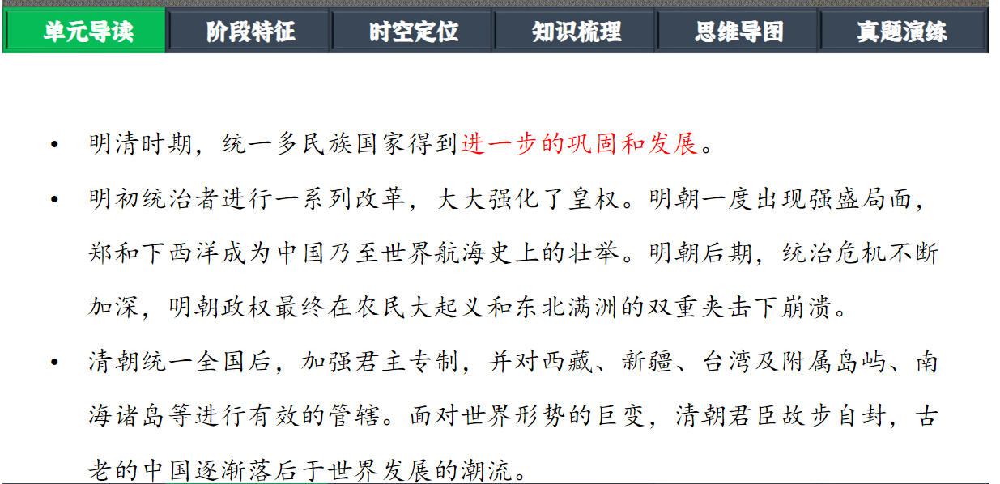 单元导读 阶段特征 时空定位 知识梳理 思维导图 真题演练
• 明清时期，统一多民族国家得到进一步的巩固和发展。
• 明初统治者进行一系列改革，大大强化了皇权。明朝一度出现强盛局面，
郑和下西洋成为中国乃至世界航海史上的壮举。明朝后期，统治危机不断
加深，明朝政权最终在农民大起义和东北满洲的双重夹击下崩溃。
• 清朝统一全国后，加强君主专制，并对西藏、新疆、台湾及附属岛屿、南
海诸岛等进行有效的管辖。面对世界形势的巨变，清朝君臣故步自封，古
老的中国逐渐落后于世界发展的潮流。